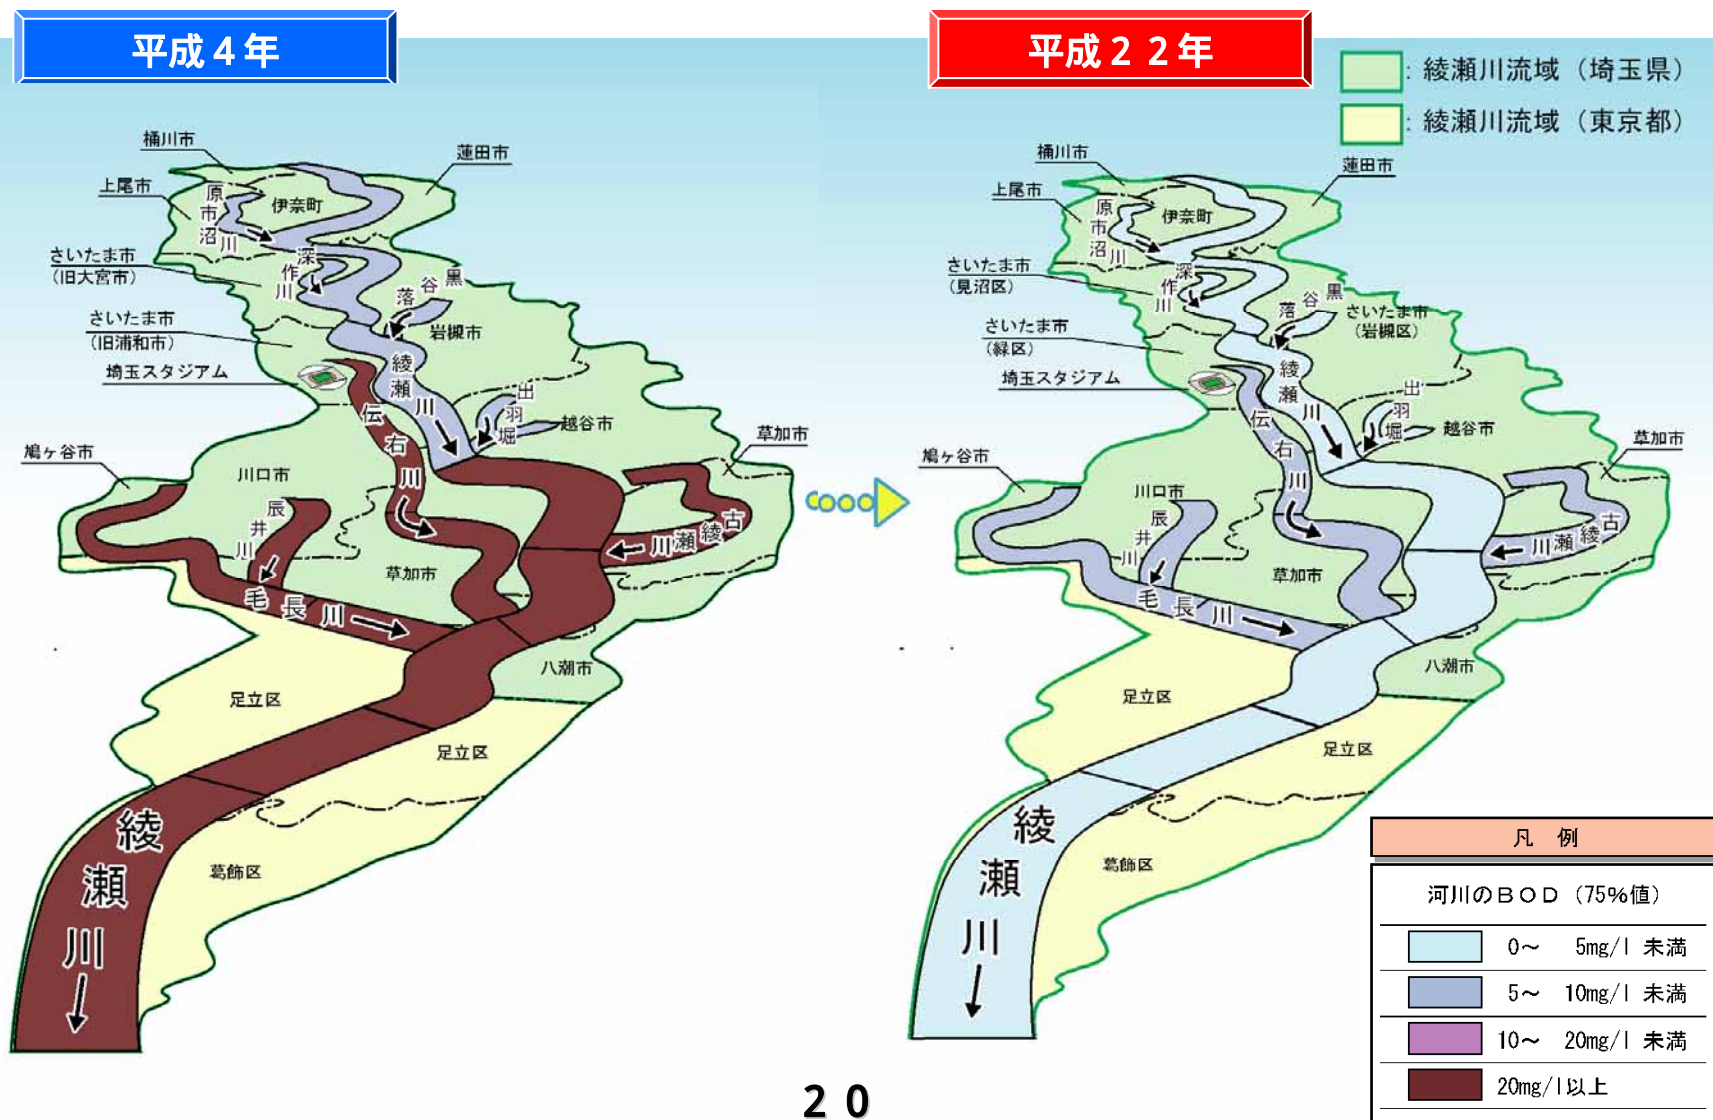 平成４年
平成２２年
：綾瀬川流域（埼玉県）
：綾瀬川流域（東京都）
桶川市
蓮田市
上尾市
原市沼川
伊奈町
さいたま市
（旧大宮市）
深作川
黒谷落
さいたま市
（旧浦和市）
岩槻市
埼玉スタジアム
綾瀬川
伝右川
出羽堀
越谷市
草加市
鳩ヶ谷市
川口市
辰井川
古綾瀬川
草加市
毛長川
八潮市
足立区
足立区
綾瀬川
葛飾区
桶川市
蓮田市
上尾市
原市沼川
伊奈町
さいたま市
（見沼区）
深作川
黒谷落
さいたま市
（岩槻区）
さいたま市
（緑区）
埼玉スタジアム
綾瀬川
伝右川
出羽堀
越谷市
草加市
鳩ヶ谷市
川口市
辰井川
古綾瀬川
草加市
毛長川
八潮市
足立区
足立区
綾瀬川
葛飾区
凡　例
河川のＢＯＤ（75%値）
0～　5mg/l 未満
5～　10mg/l 未満
10～　20mg/l 未満
20mg/l以上
２０